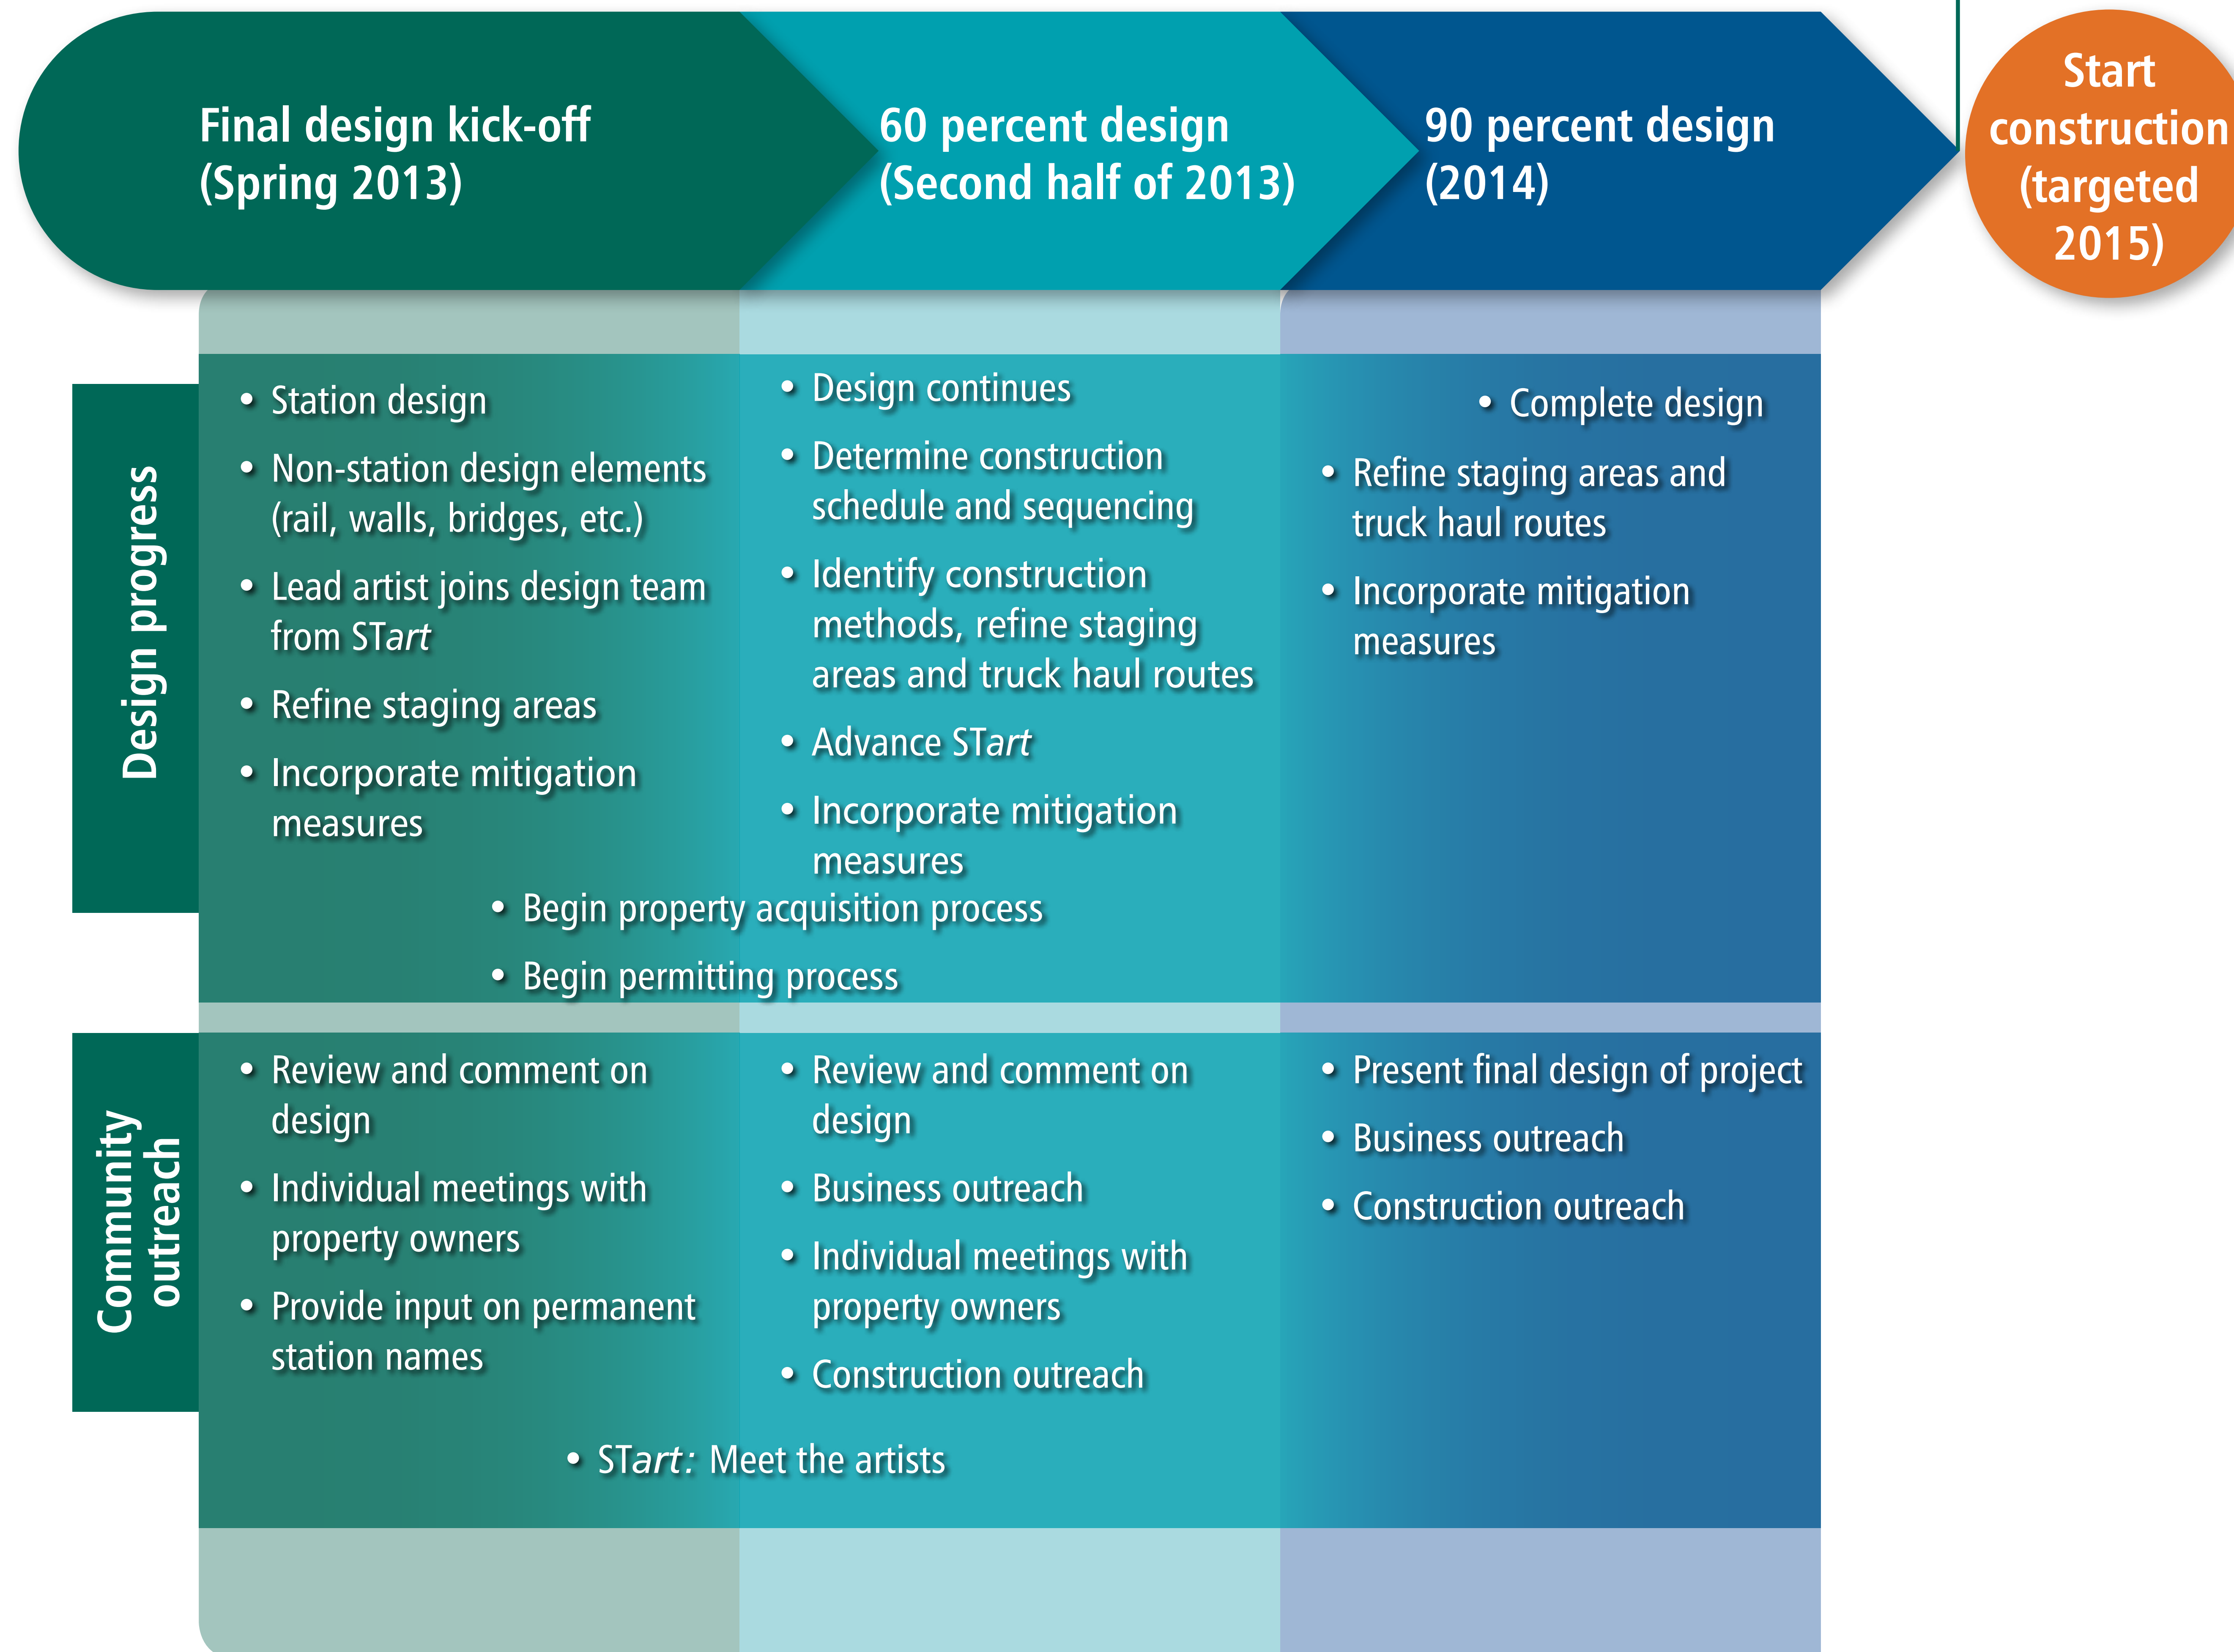 Final design kick-off
(Spring 2013)
60 percent design
(Second half of 2013)
90 percent design
(2014)
Start
construction
(targeted
2015)
Design progress
• Station design
• Non-station design elements
(rail, walls, bridges, etc.)
• Lead artist joins design team
from STart
• Refine staging areas
• Incorporate mitigation
measures
• Design continues
• Determine construction
schedule and sequencing
• Identify construction
methods, refine staging
areas and truck haul routes
• Advance STart
• Incorporate mitigation
measures
• Begin property acquisition process
• Begin permitting process
• Complete design
• Refine staging areas and
truck haul routes
• Incorporate mitigation
measures
Community
outreach
• Review and comment on
design
• Individual meetings with
property owners
• Provide input on permanent
station names
• Review and comment on
design
• Business outreach
• Individual meetings with
property owners
• Construction outreach
• STart: Meet the artists
• Present final design of project
• Business outreach
• Construction outreach